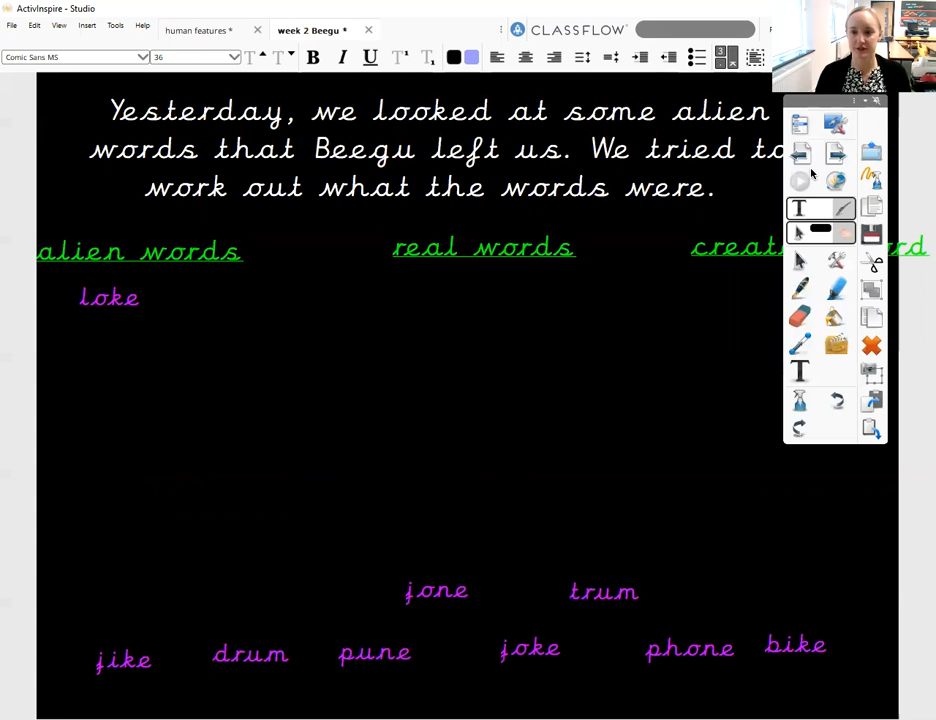 ActivInspire - Studio
File Edit View Insert Tools Help
human features *
week 2 Beegu *
CLASSFLOW
Comic Sans MS 36
Yesterday, we looked at some alien
words that Beegu left us. We tried to
work out what the words were.
alien words real words
loke
jone trum
jike drum pune joke phone bike